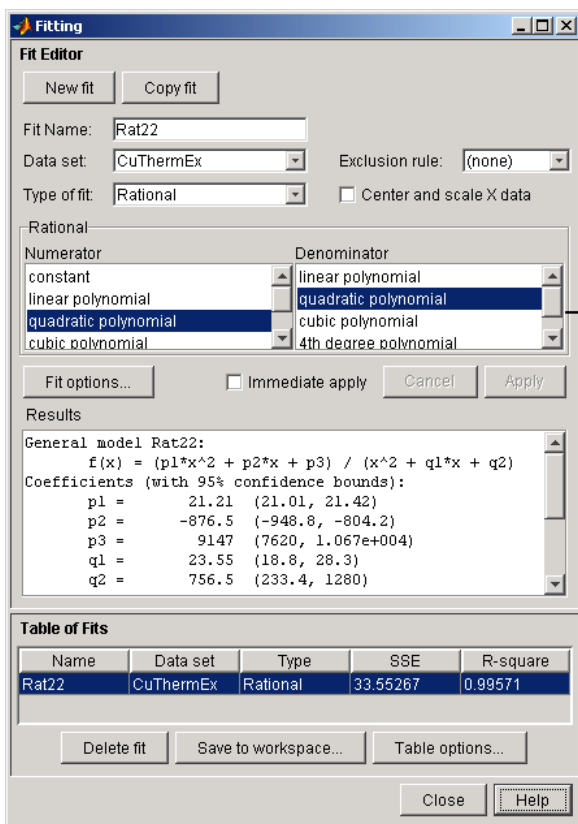 Fitting
Fit Editor
New fit Copy fit
Fit Name: Rat22
Data set: CuThermEx Exclusion rule: (none)
Type of fit: Rational Center and scale X data
Rational
Numerator Denominator
constant linear polynomial
linear polynomial quadratic polynomial
quadratic polynomial cubic polynomial
cubic polynomial 4th degree polynomial
Fit options... Immediate apply Cancel Apply
Results
General model Rat22:
f(x) = (p1*x^2 + p2*x + p3) / (x^2 + q1*x + q2)
Coefficients (with 95% confidence bounds):
p1 = 21.21 (21.01, 21.42)
p2 = -876.5 (-948.8, -804.2)
p3 = 9147 (7620, 1.067e+004)
q1 = 23.55 (18.8, 28.3)
q2 = 756.5 (233.4, 1280)
Table of Fits
Name Data set Type SSE R-square
Rat22 CuThermEx Rational 33.55267 0.99571
Delete fit Save to workspace... Table options...
Close Help